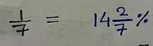 1/7 = 14 2/7 %